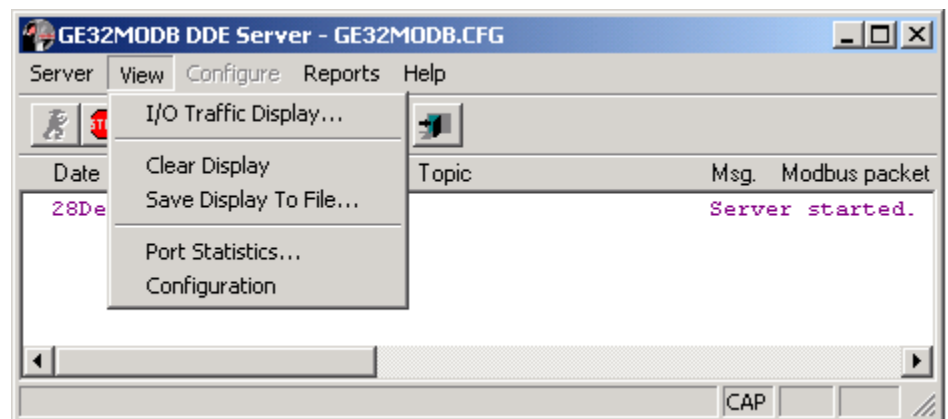 GE32MODB DDE Server - GE32MODB.CFG
Server View Configure Reports Help
I/O Traffic Display...
Date Topic Msg. Modbus packet
Clear Display
28De Server started.
Save Display To File...
Port Statistics...
Configuration
CAP